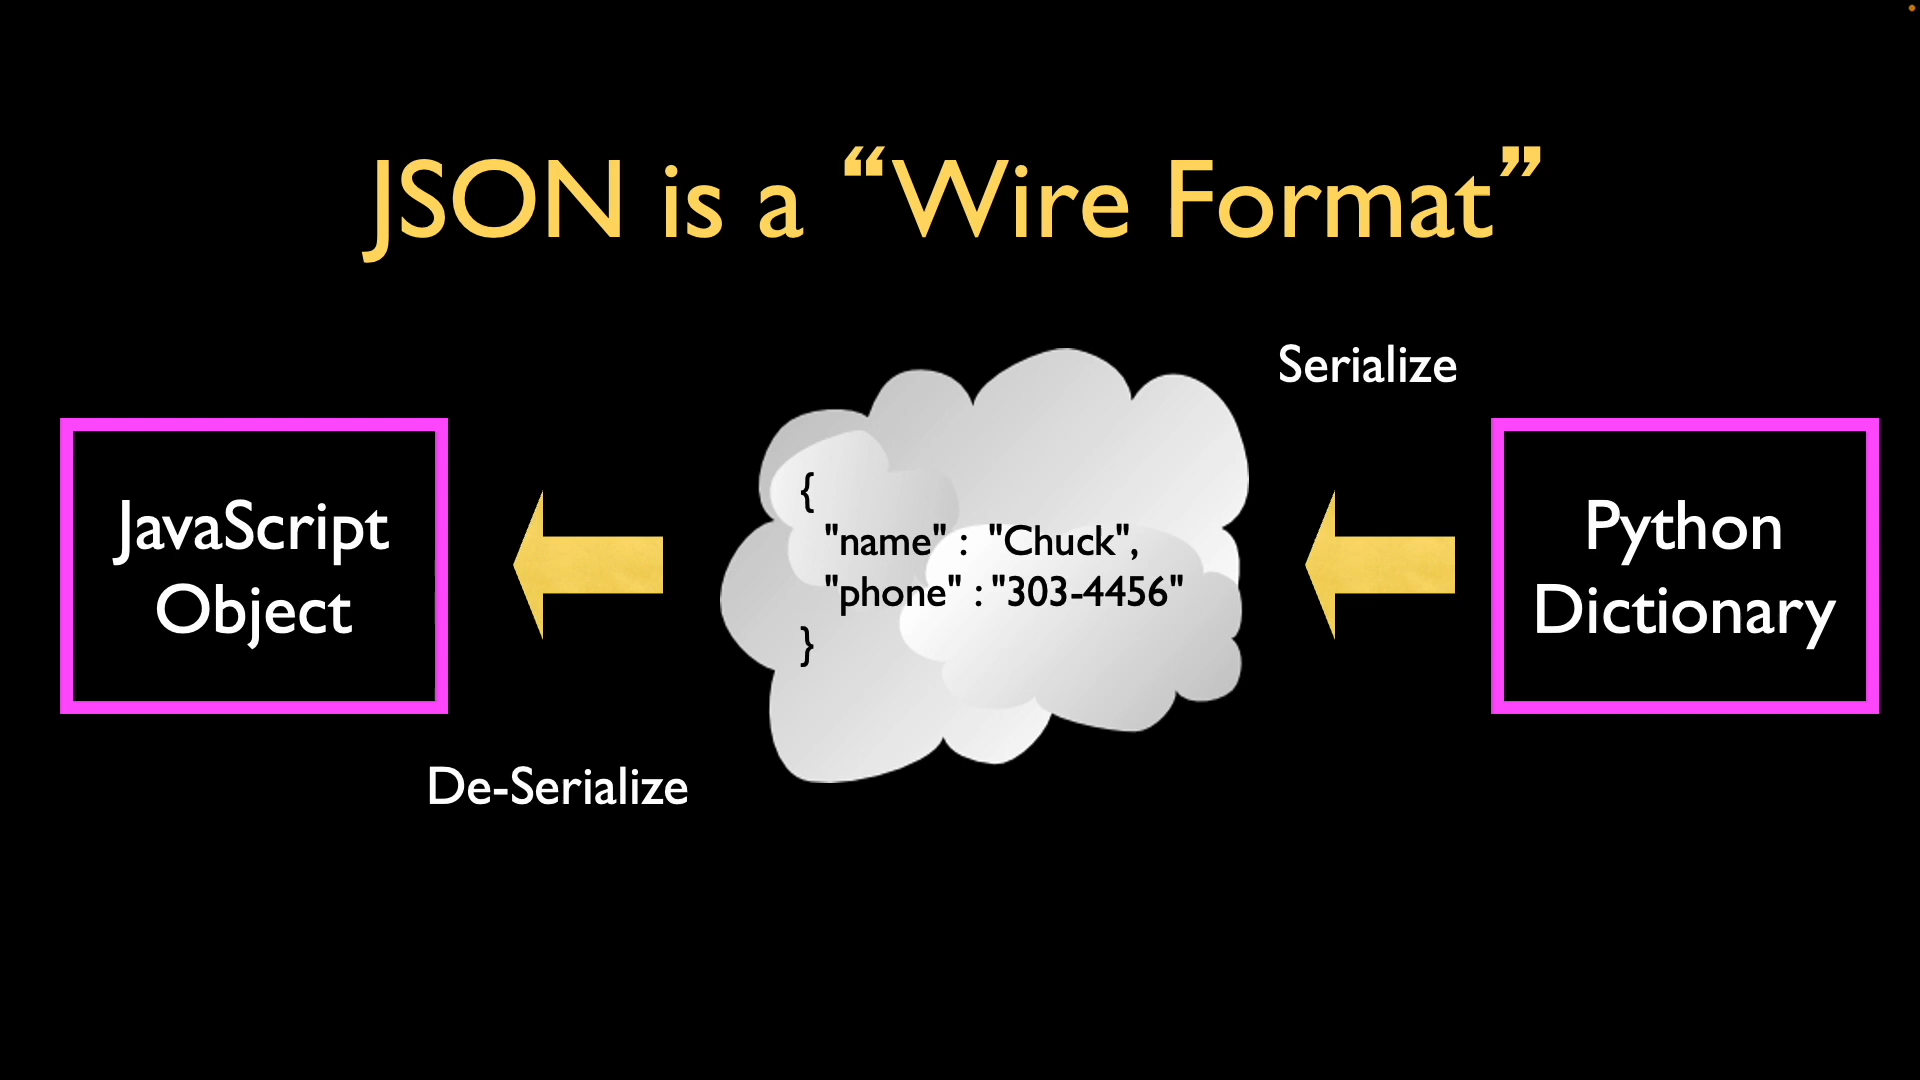 JSON is a “Wire Format”
Serialize
JavaScript
Object
{
"name" : "Chuck",
"phone" : "303-4456"
}
Python
Dictionary
De-Serialize